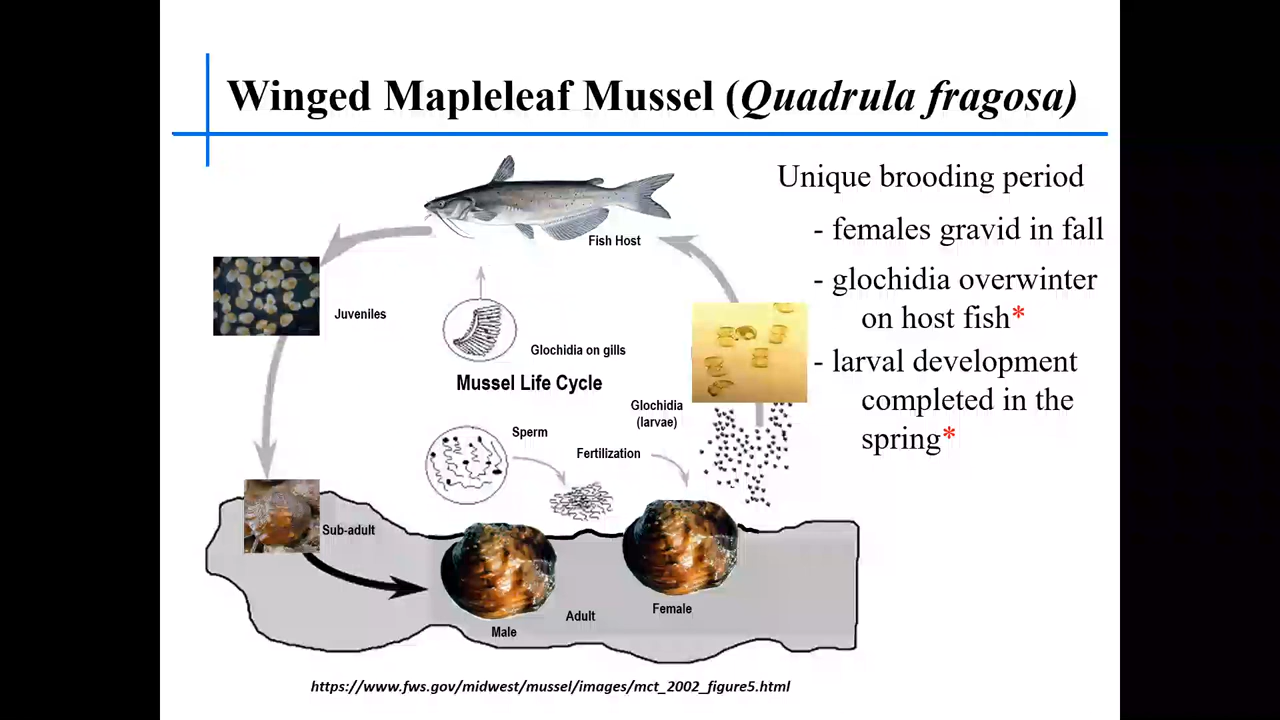 Winged Mapleleaf Mussel (Quadrula fragosa)
Unique brooding period
- females gravid in fall
- glochidia overwinter
on host fish*
- larval development
completed in the
spring*
Fish Host
Juveniles
Glochidia on gills
Mussel Life Cycle
Glochidia
(larvae)
Sperm
Fertilization
Sub-adult
Male
Adult
Female
https://www.fws.gov/midwest/mussel/images/mct_2002_figure5.html